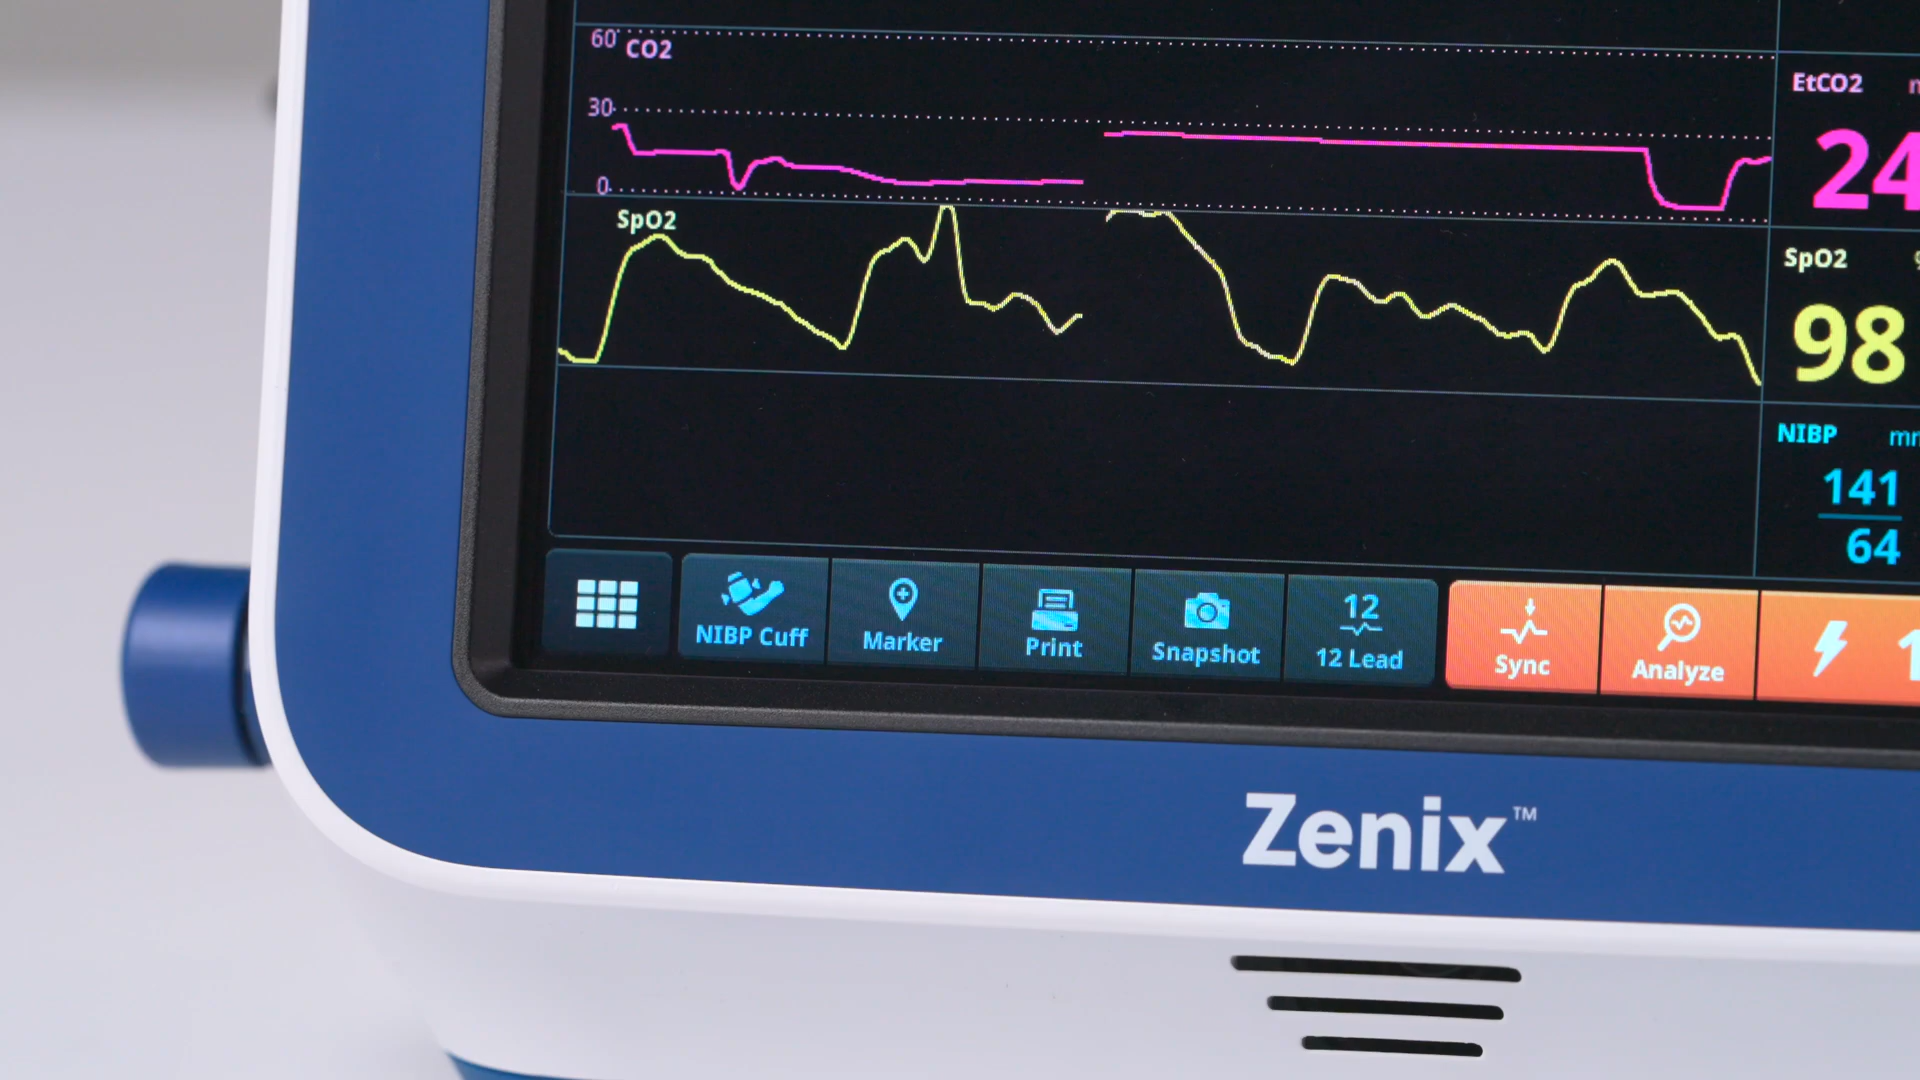 60 CO2
30
0
EtCO2
24
SpO2
SpO2
98
NIBP
141
64
NIBP Cuff
Marker
Print
Snapshot
12
12 Lead
Sync
Analyze
Zenix™